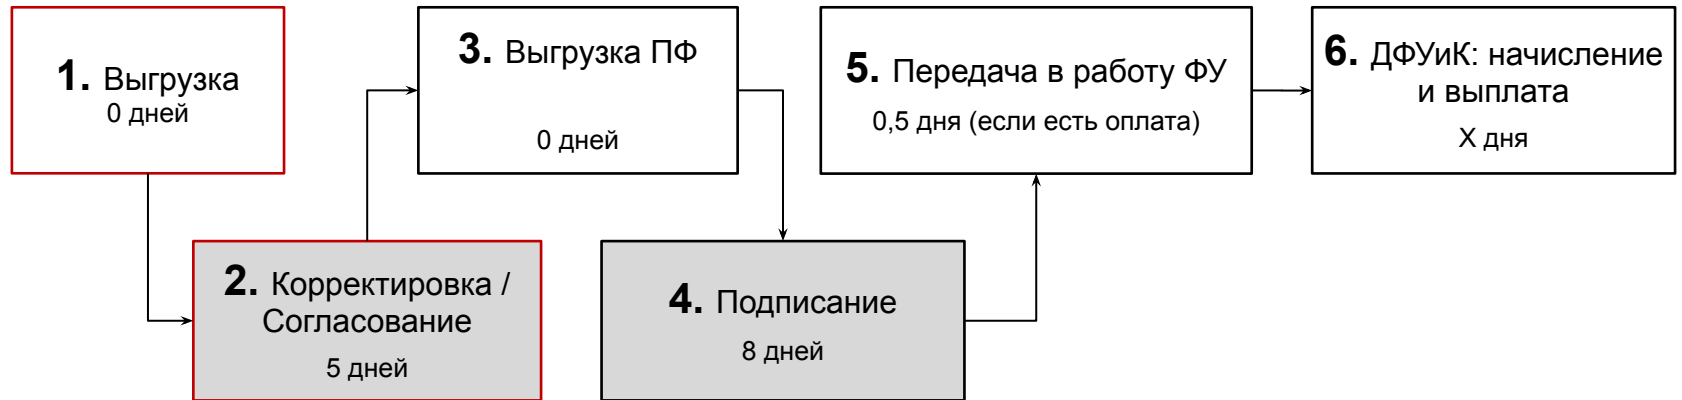 1. Выгрузка
0 дней
2. Корректировка /
Согласование
5 дней
3. Выгрузка ПФ
0 дней
4. Подписание
8 дней
5. Передача в работу ФУ
0,5 дня (если есть оплата)
6. ДФУиК: начисление
и выплата
Х дня